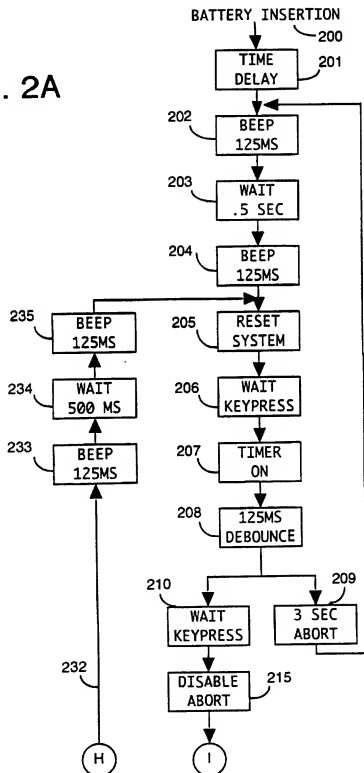 BATTERY INSERTION
200
TIME
DELAY
201
. 2A
202
BEEP
125MS
203
WAIT
.5 SEC
204
BEEP
125MS
235
BEEP
125MS
205
RESET
SYSTEM
234
WAIT
500 MS
206
WAIT
KEYPRESS
233
BEEP
125MS
207
TIMER
ON
208
125MS
DEBOUNCE
210
WAIT
KEYPRESS
209
3 SEC
ABORT
232
DISABLE
ABORT
215
H
I